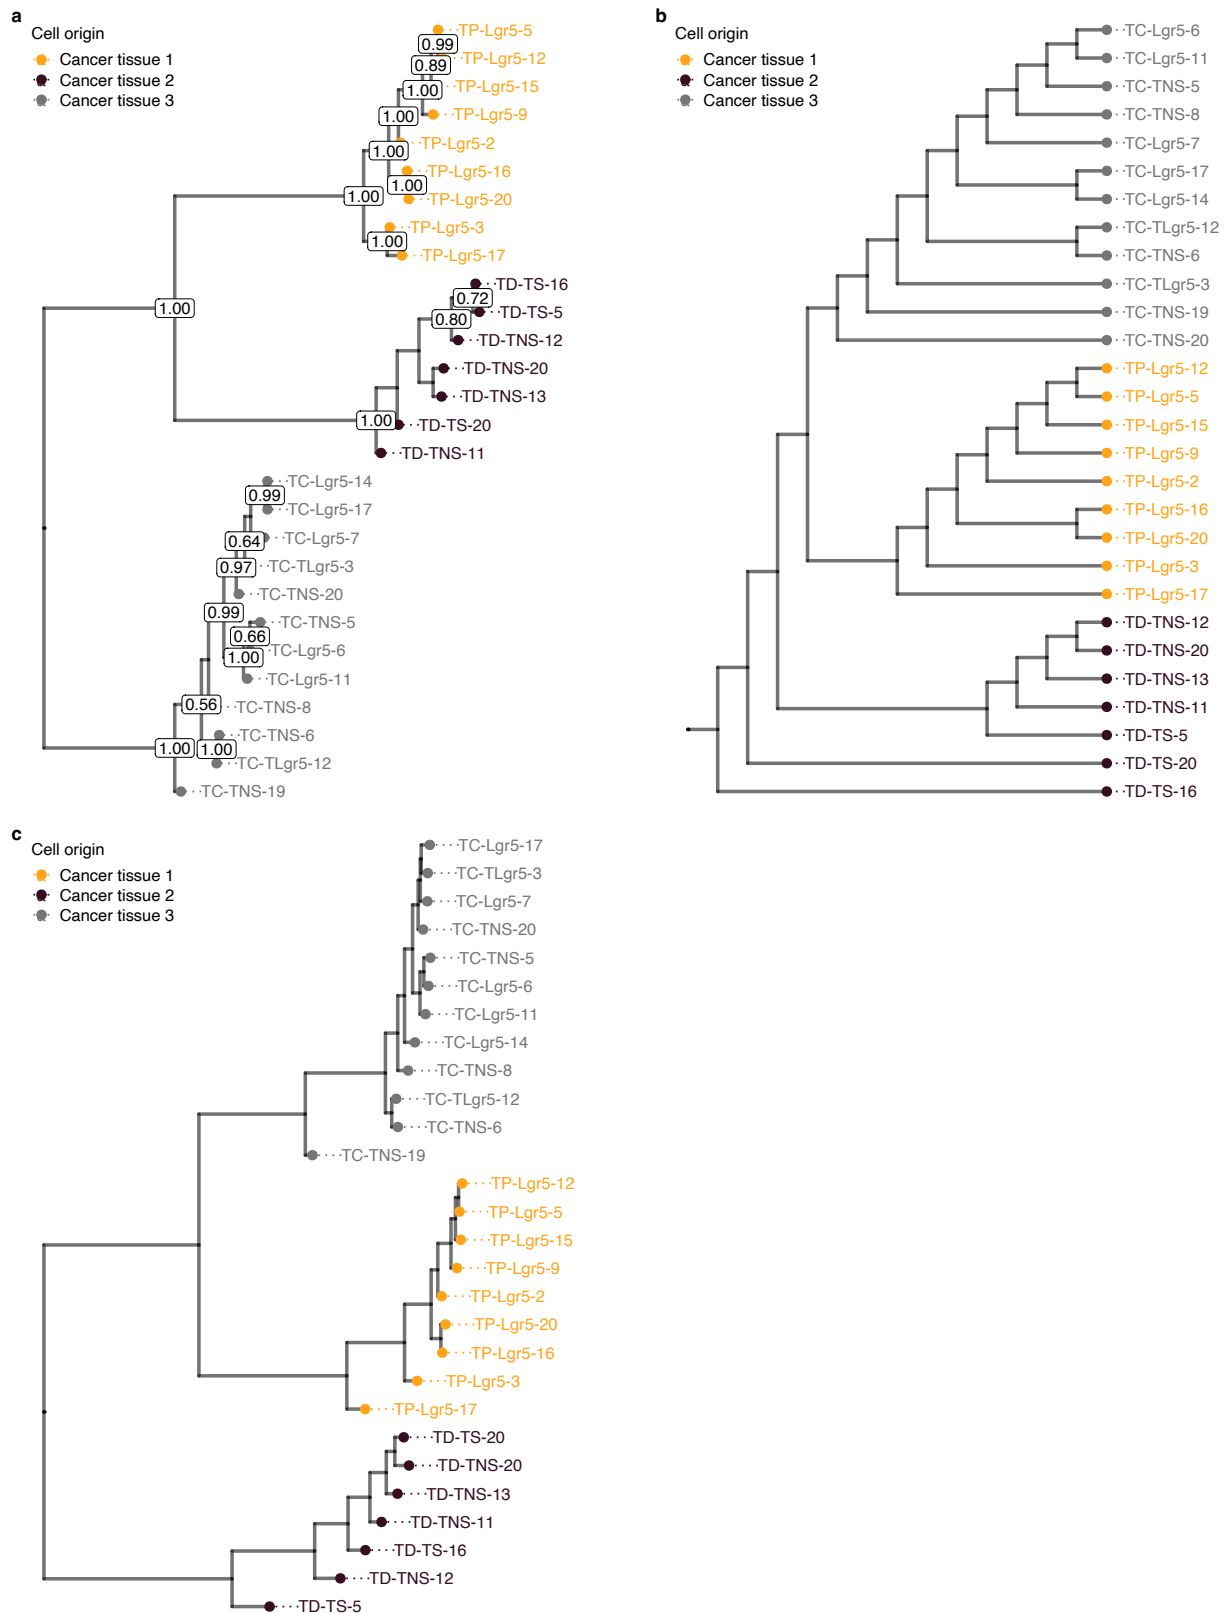 a
Cell origin
Cancer tissue 1
Cancer tissue 2
Cancer tissue 3
TP-Lgr5-5
0.99
TP-Lgr5-12
0.89
TP-Lgr5-15
1.00
TP-Lgr5-9
1.00
TP-Lgr5-2
1.00
TP-Lgr5-16
1.00
1.00
TP-Lgr5-20
TP-Lgr5-3
1.00
TP-Lgr5-17
TD-TS-16
0.72
1.00
TD-TS-5
0.80
TD-TNS-12
TD-TNS-20
TD-TNS-13
1.00
TD-TS-20
TD-TNS-11
TC-Lgr5-14
0.99
TC-Lgr5-17
0.64
TC-Lgr5-7
0.97
TC-TLgr5-3
TC-TNS-20
0.99
TC-TNS-5
0.66
TC-Lgr5-6
1.00
TC-Lgr5-11
0.56
TC-TNS-8
TC-TNS-6
1.00
1.00
TC-TLgr5-12
TC-TNS-19
b
Cell origin
Cancer tissue 1
Cancer tissue 2
Cancer tissue 3
TC-Lgr5-6
TC-Lgr5-11
TC-TNS-5
TC-TNS-8
TC-Lgr5-7
TC-Lgr5-17
TC-Lgr5-14
TC-TLgr5-12
TC-TNS-6
TC-TLgr5-3
TC-TNS-19
TC-TNS-20
TP-Lgr5-12
TP-Lgr5-5
TP-Lgr5-15
TP-Lgr5-9
TP-Lgr5-2
TP-Lgr5-16
TP-Lgr5-20
TP-Lgr5-3
TP-Lgr5-17
TD-TNS-12
TD-TNS-20
TD-TNS-13
TD-TNS-11
TD-TS-5
TD-TS-20
TD-TS-16
c
Cell origin
Cancer tissue 1
Cancer tissue 2
Cancer tissue 3
TC-Lgr5-17
TC-TLgr5-3
TC-Lgr5-7
TC-TNS-20
TC-TNS-5
TC-Lgr5-6
TC-Lgr5-11
TC-Lgr5-14
TC-TNS-8
TC-TLgr5-12
TC-TNS-6
TC-TNS-19
TP-Lgr5-12
TP-Lgr5-5
TP-Lgr5-15
TP-Lgr5-9
TP-Lgr5-2
TP-Lgr5-20
TP-Lgr5-16
TP-Lgr5-3
TP-Lgr5-17
TD-TS-20
TD-TNS-20
TD-TNS-13
TD-TNS-11
TD-TS-16
TD-TNS-12
TD-TS-5